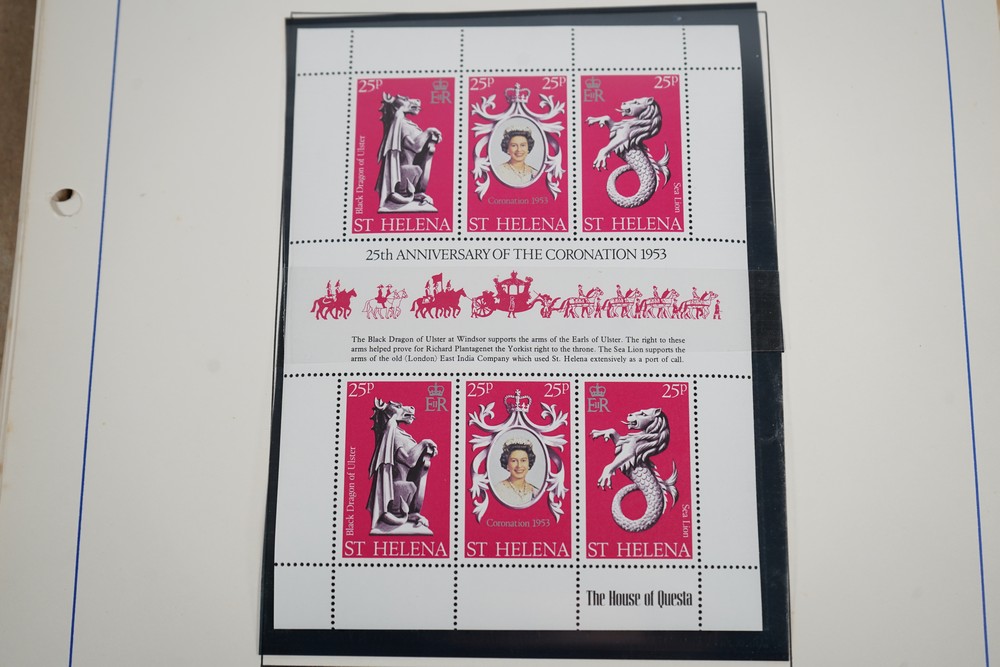 25p E II R
Black Dragon of Ulster
ST HELENA
25p 25p
Coronation 1953
ST HELENA
E II R 25p
Sea Lion
ST HELENA
25th ANNIVERSARY OF THE CORONATION 1953
The Black Dragon of Ulster at Windsor supports the arms of the Earls of Ulster. The right to these
arms helped prove for Richard Plantagenet the Yorkist right to the throne. The Sea Lion supports the
arms of the old (London) East India Company which used St. Helena extensively as a port of call.
25p E II R
Black Dragon of Ulster
ST HELENA
25p 25p
Coronation 1953
ST HELENA
E II R 25p
Sea Lion
ST HELENA
The House of Questa